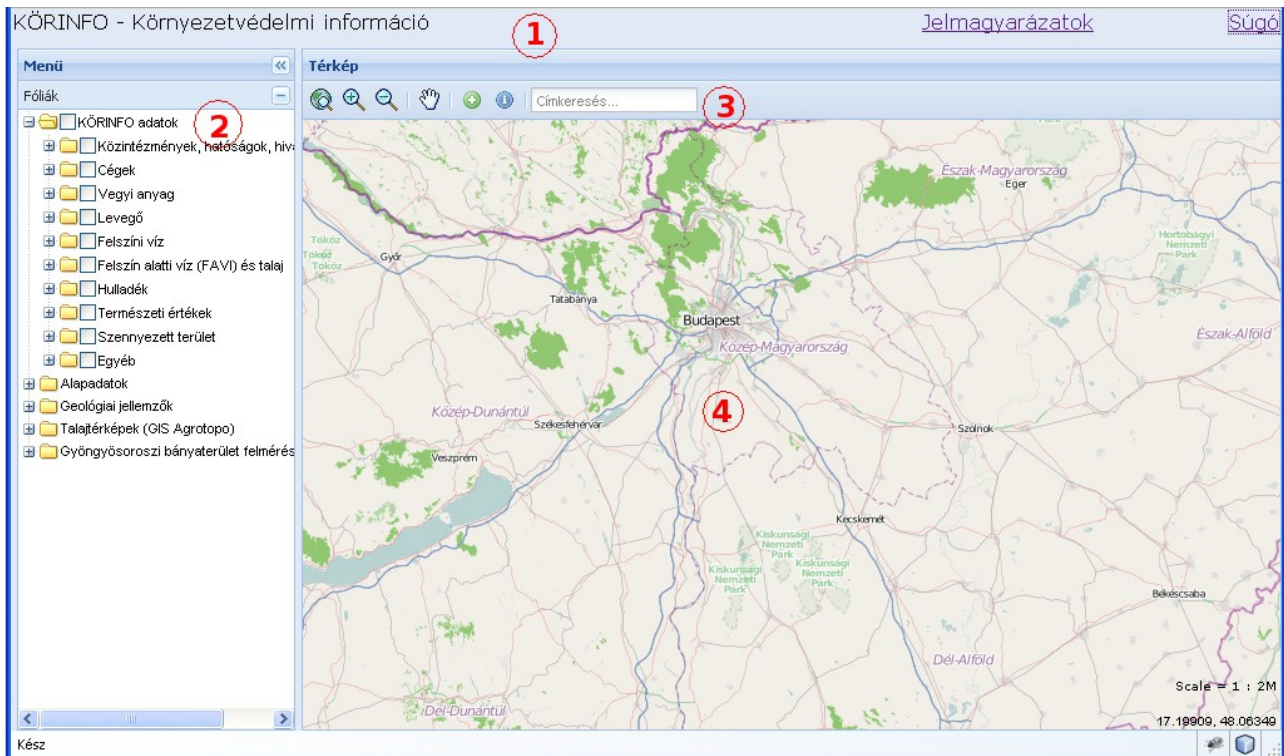 KÖRINFO - Környezetvédelmi információ
1
Jelmagyarázatok
Súgó
Menü
Térkép
Fóliák
Címkeresés...
3
KÖRINFO adatok
2
Közintézmények, hatóságok, hiva
Cégek
Vegyi anyag
Levegő
Felszíni víz
Felszín alatti víz (FAVI) és talaj
Hulladék
Természeti értékek
Szennyezett terület
Egyéb
Alapadatok
Geológiai jellemzők
Talajtérképek (GIS Agrotopo)
Gyöngyösoroszi bányaterület felmérés
Észak-Magyarország
Eger
Tokóz
Tokóz
Tokóz
Győr
Hortobágyi
Nemzeti
Park
Tatabánya
Budapest
Közép-Magyarország
Észak-Alföld
4
Közép-Dunántúl
Székesfehérvár
Szolnok
Veszprém
Kecskemét
Kiskunsági
Nemzeti
Park
Kiskunsági
Nemzeti
Park
Kiskunsági
Nemzeti
Park
Békéscsaba
Dél-Alföld
Scale = 1 : 2M
Dél-Dunántúl
17.19909, 48.06349
Kész